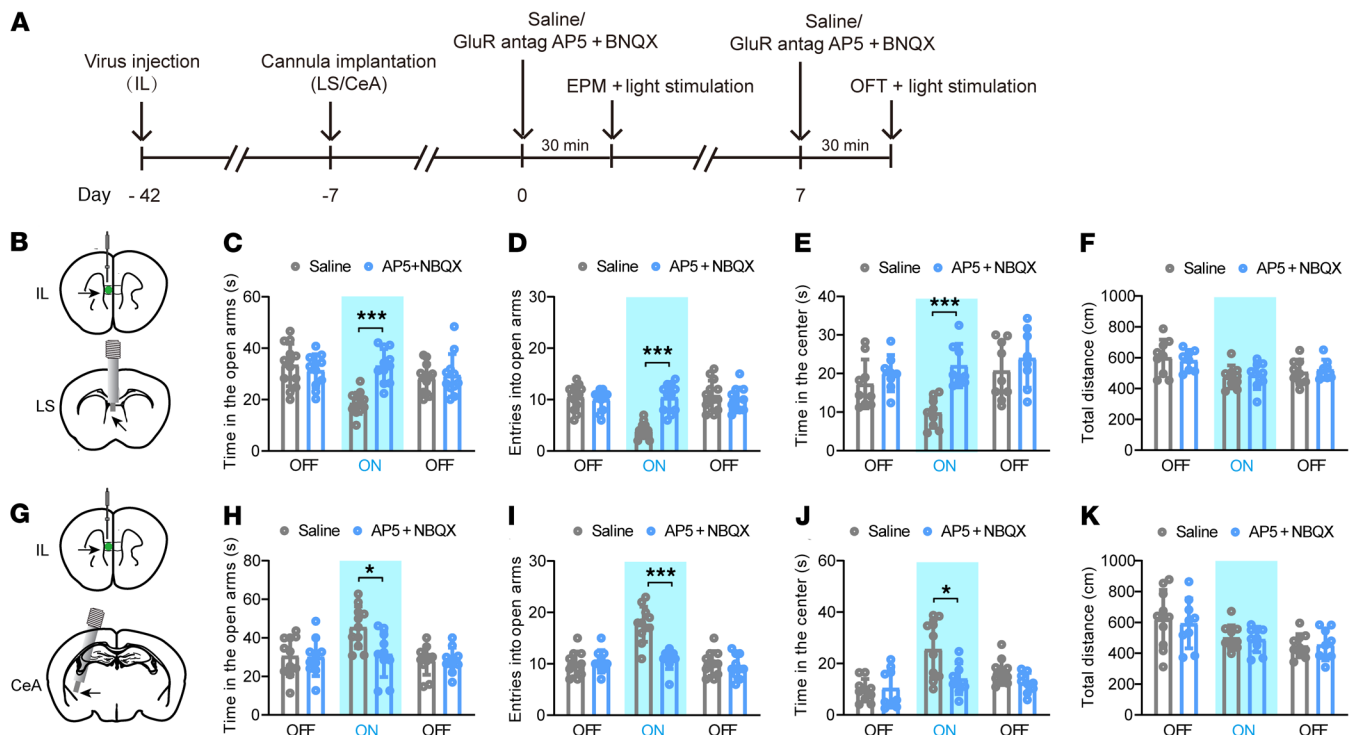 A
Saline/
GluR antag AP5 + BNQX
Saline/
GluR antag AP5 + BNQX
Virus injection
(IL)
Cannula implantation
(LS/CeA)
EPM + light stimulation
OFT + light stimulation
30 min
30 min
Day
- 42
-7
0
7
B
IL
LS
C
Saline
AP5+NBQX
Time in the open arms (s)
60
40
20
0
***
OFF
ON
OFF
D
Saline
AP5+NBQX
Entries into open arms
30
20
10
0
***
OFF
ON
OFF
E
Saline
AP5+NBQX
Time in the center (s)
40
30
20
10
0
***
OFF
ON
OFF
F
Saline
AP5+NBQX
Total distance (cm)
1000
800
600
400
200
0
OFF
ON
OFF
G
IL
CeA
H
Saline
AP5+NBQX
Time in the open arms (s)
80
60
40
20
0
*
OFF
ON
OFF
I
Saline
AP5+NBQX
Entries into open arms
30
20
10
0
***
OFF
ON
OFF
J
Saline
AP5+NBQX
Time in the center (s)
60
40
20
0
*
OFF
ON
OFF
K
Saline
AP5+NBQX
Total distance (cm)
1000
800
600
400
200
0
OFF
ON
OFF